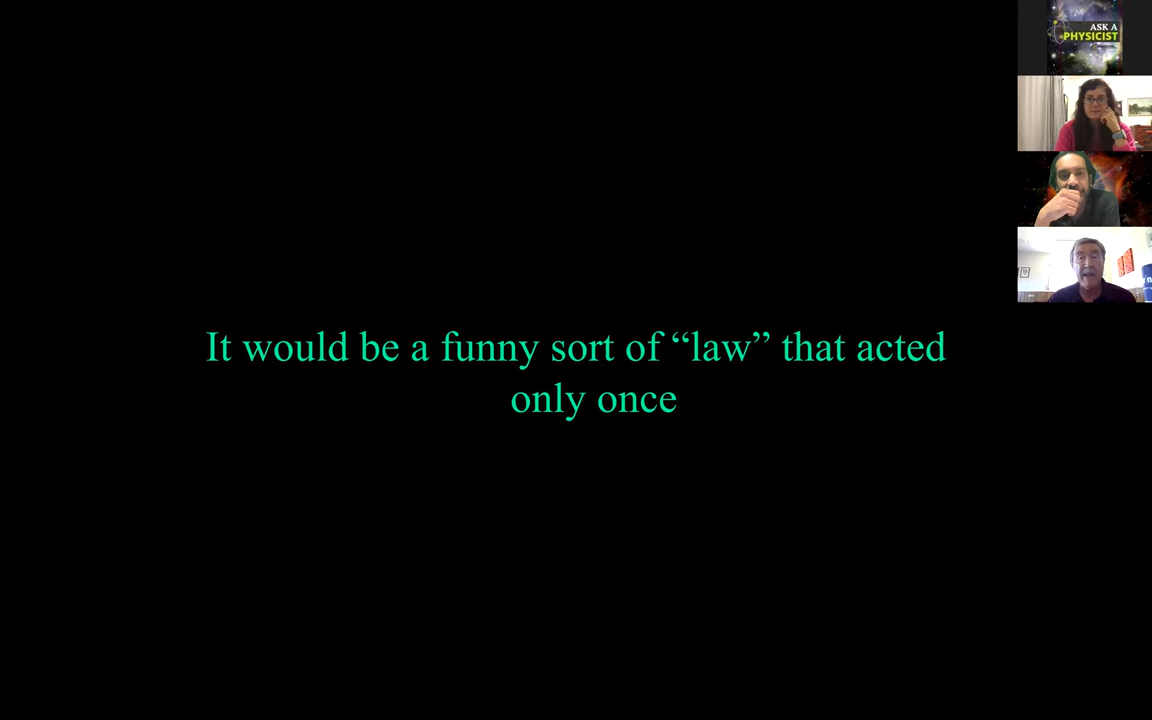 ASK A
PHYSICIST
It would be a funny sort of “law” that acted
only once